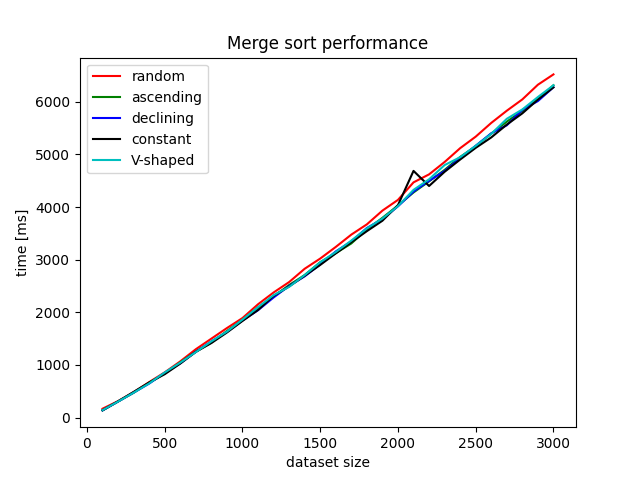 Merge sort performance
random
ascending
declining
constant
V-shaped
time [ms]
6000
5000
4000
3000
2000
1000
0
0 500 1000 1500 2000 2500 3000
dataset size